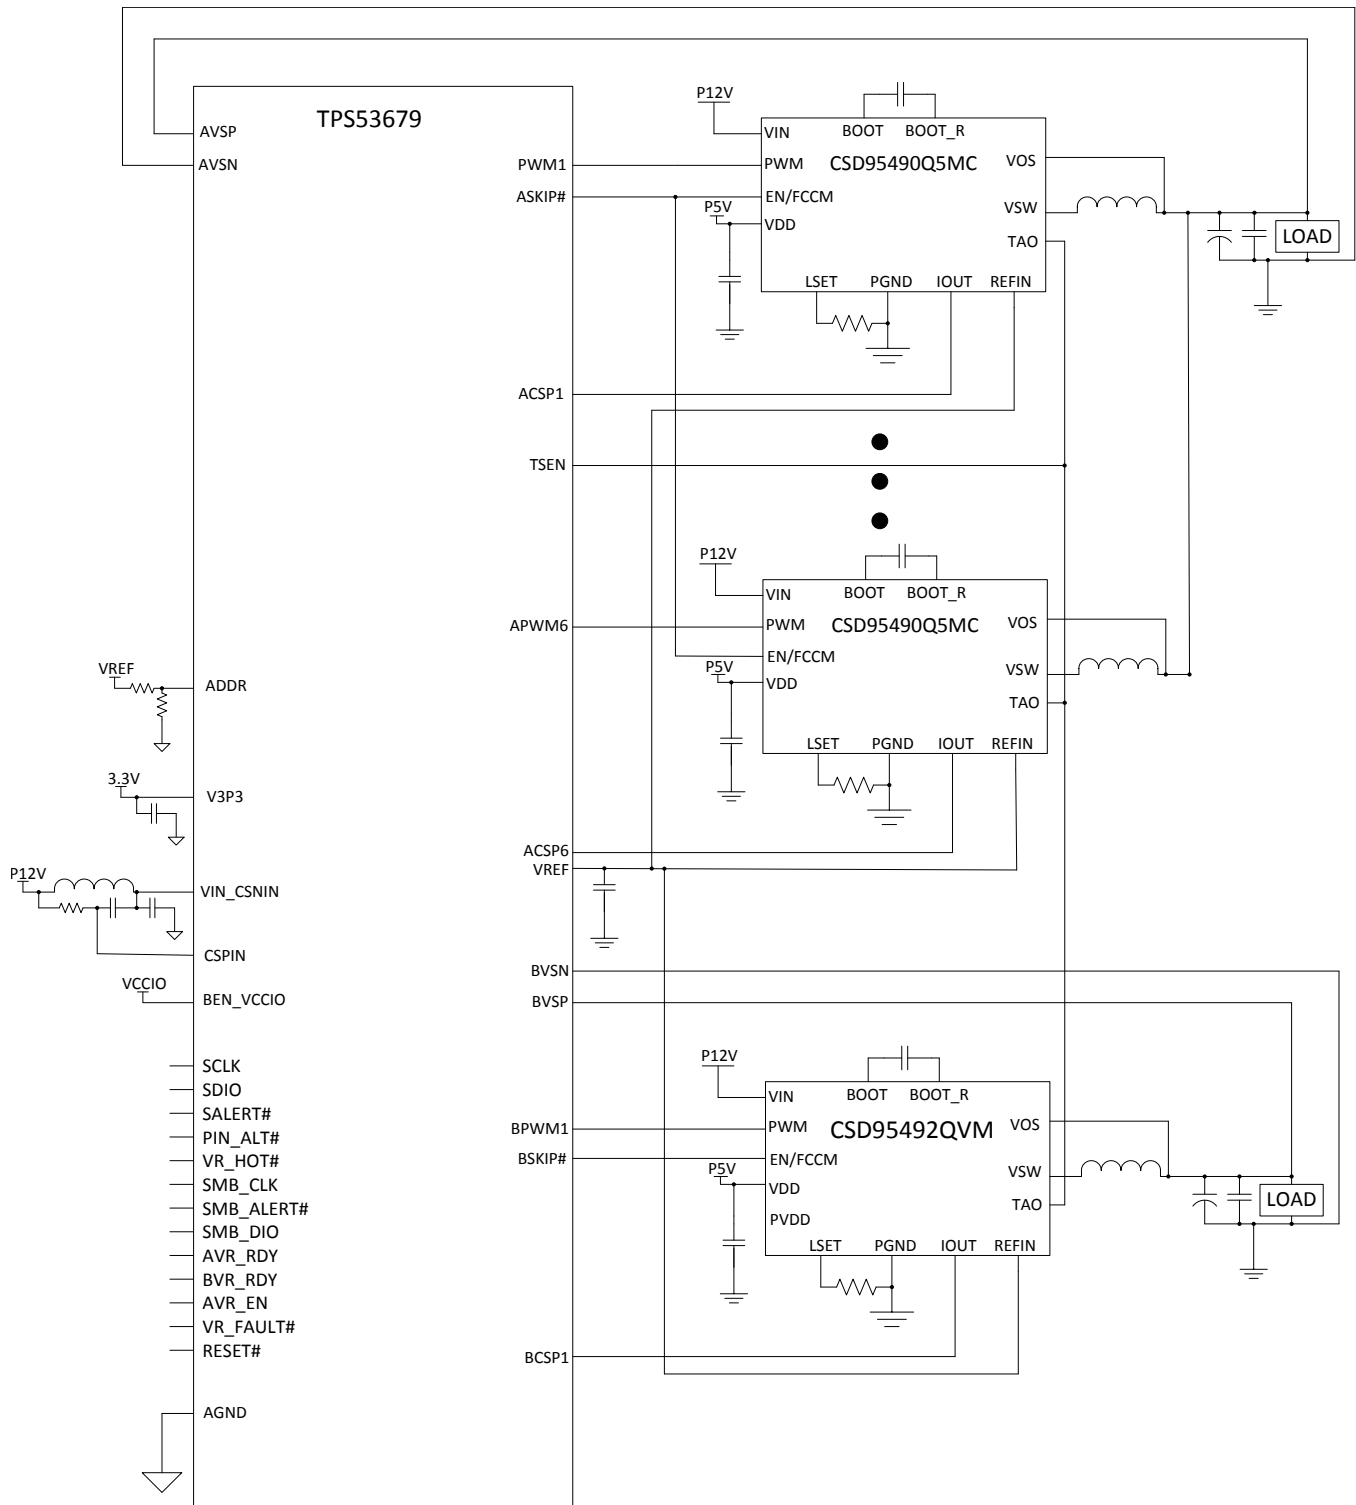 TPS53679
AVSP
AVSN
PWM1
ASKIP#
ACSP1
TSEN
APWM6
ADDR
VREF
V3P3
3.3V
ACSP6
VREF
P12V
VIN_CSNIN
CSPIN
VCCIO
BEN_VCCIO
BVSN
BVSP
SCLK
SDIO
SALERT#
PIN_ALT#
VR_HOT#
SMB_CLK
SMB_ALERT#
SMB_DIO
AVR_RDY
BVR_RDY
AVR_EN
VR_FAULT#
RESET#
AGND
BPWM1
BSKIP#
BCSP1
P12V
VIN
BOOT BOOT_R
CSD95490Q5MC
PWM
EN/FCCM
P5V
VDD
VOS
VSW
TAO
LSET PGND IOUT REFIN
LOAD
P12V
VIN
BOOT BOOT_R
CSD95490Q5MC
PWM
EN/FCCM
P5V
VDD
VOS
VSW
TAO
LSET PGND IOUT REFIN
P12V
VIN
BOOT BOOT_R
CSD95492QVM
PWM
EN/FCCM
P5V
VDD
PVDD
VOS
VSW
TAO
LSET PGND IOUT REFIN
LOAD